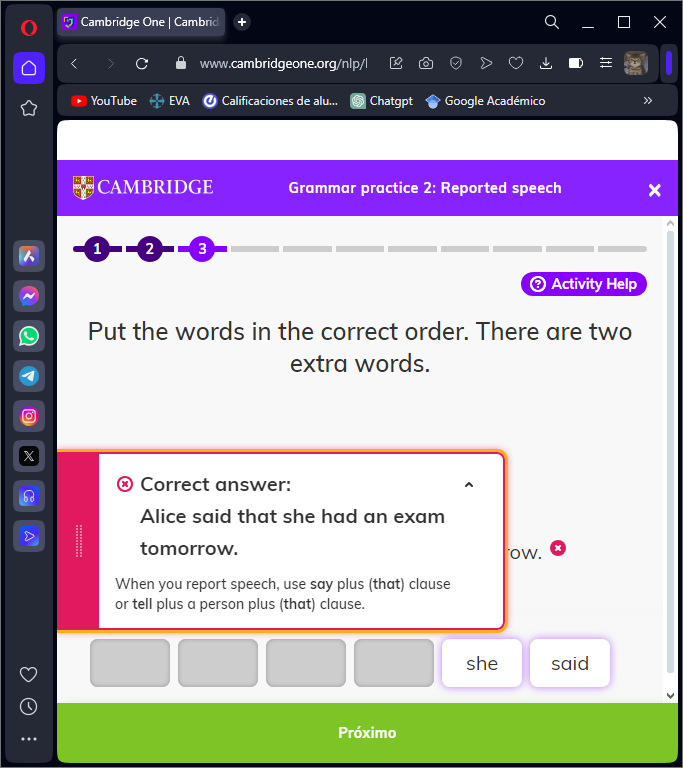 Cambridge One | Cambrid
www.cambridgeone.org/nlp/l
YouTube EVA Calificaciones de alu... Chatgpt Google Académico »
CAMBRIDGE Grammar practice 2: Reported speech
1 2 3
Activity Help
Put the words in the correct order. There are two
extra words.
Correct answer:
Alice said that she had an exam
tomorrow.
row.
When you report speech, use say plus (that) clause
or tell plus a person plus (that) clause.
she said
Próximo